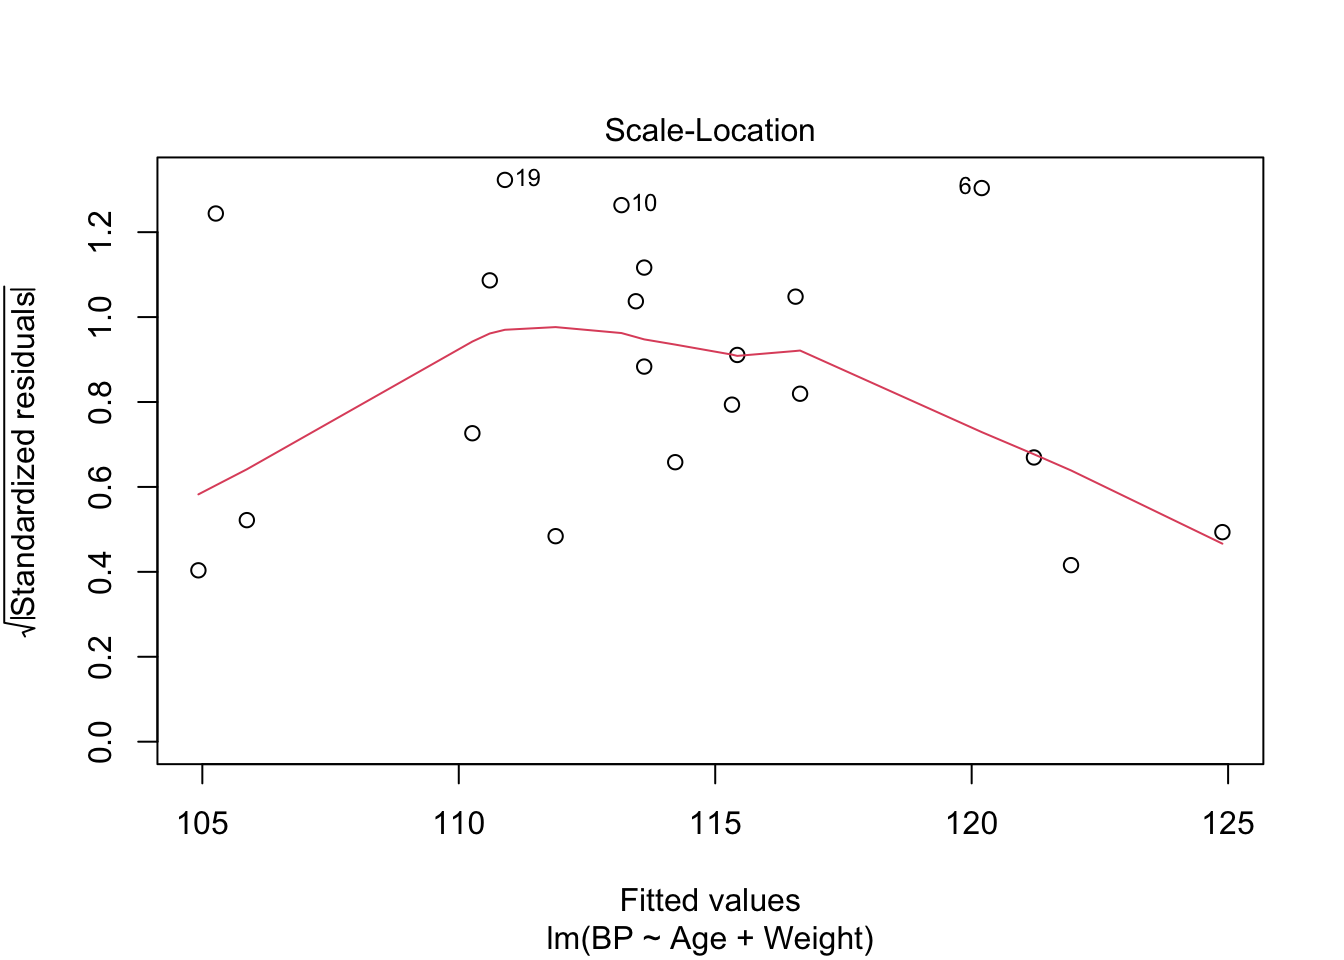 Scale-Location
√|Standardized residuals|
1.2
1.0
0.8
0.6
0.4
0.2
0.0
19
10
6
105 110 115 120 125
Fitted values
lm(BP ~ Age + Weight)